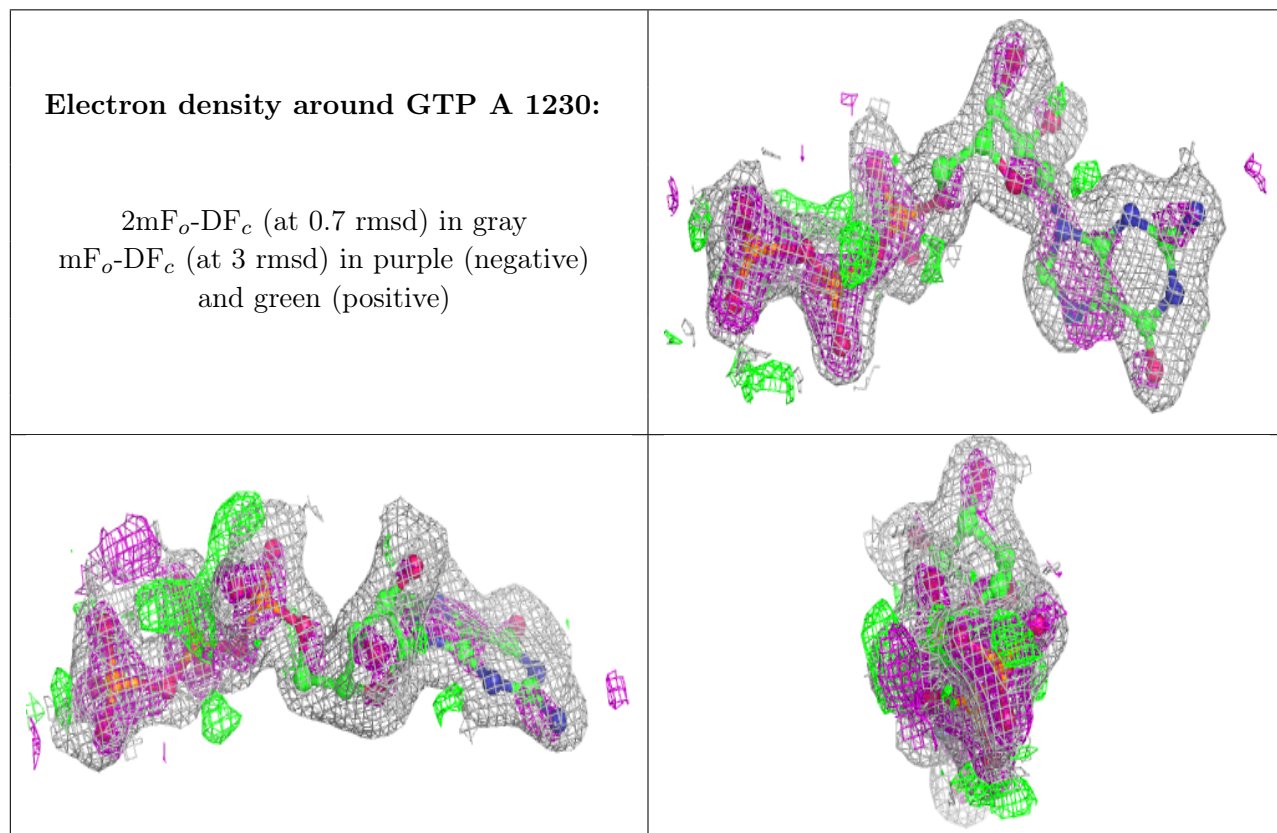 Electron density around GTP A 1230:
2mFo-DFc (at 0.7 rmsd) in gray
mFo-DFc (at 3 rmsd) in purple (negative)
and green (positive)